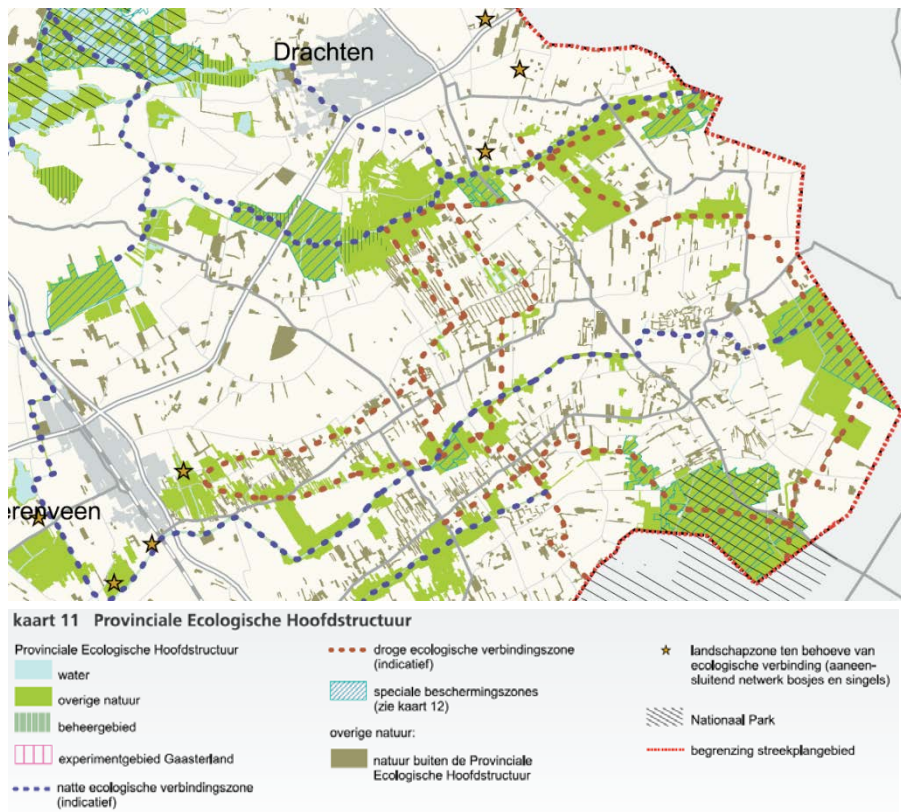 Drachten
erenveen
kaart 11 Provinciale Ecologische Hoofdstructuur
Provinciale Ecologische Hoofdstructuur
water
overige natuur
beheergebied
experimentgebied Gaasterland
natte ecologische verbindingszone
(indicatief)
droge ecologische verbindingszone
(indicatief)
speciale beschermingszones
(zie kaart 12)
overige natuur:
natuur buiten de Provinciale
Ecologische Hoofdstructuur
landschapzone ten behoeve van
ecologische verbinding (aaneen-
sluitend netwerk bosjes en singels)
Nationaal Park
begrenzing streekplangebied